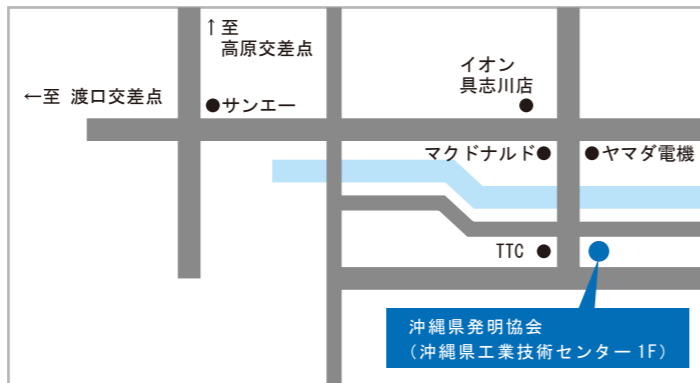 ↑至
高原交差点
イオン
具志川店
←至 渡口交差点
●サンエー
マクドナルド●
●ヤマダ電機
TTC ●
沖縄県発明協会
（沖縄県工業技術センター 1F）